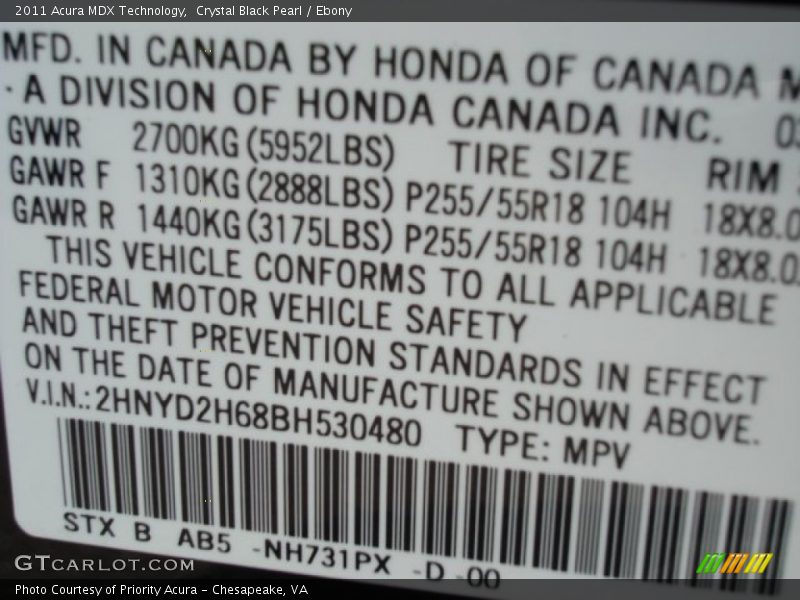 2011 Acura MDX Technology,  Crystal Black Pearl / Ebony
MFD. IN CANADA BY HONDA OF CANADA M
· A DIVISION OF HONDA CANADA INC. 03
GVWR 2700KG(5952LBS) TIRE SIZE RIM
GAWR F 1310KG(2888LBS) P255/55R18 104H 18X8.0
GAWR R 1440KG(3175LBS) P255/55R18 104H 18X8.0
THIS VEHICLE CONFORMS TO ALL APPLICABLE
FEDERAL MOTOR VEHICLE SAFETY
AND THEFT PREVENTION STANDARDS IN EFFECT
ON THE DATE OF MANUFACTURE SHOWN ABOVE.
V.I.N.:2HNYD2H68BH530480 TYPE: MPV
STX B AB5 -NH731PX -D -00
GTCARLOT.COM
Photo Courtesy of Priority Acura – Chesapeake, VA